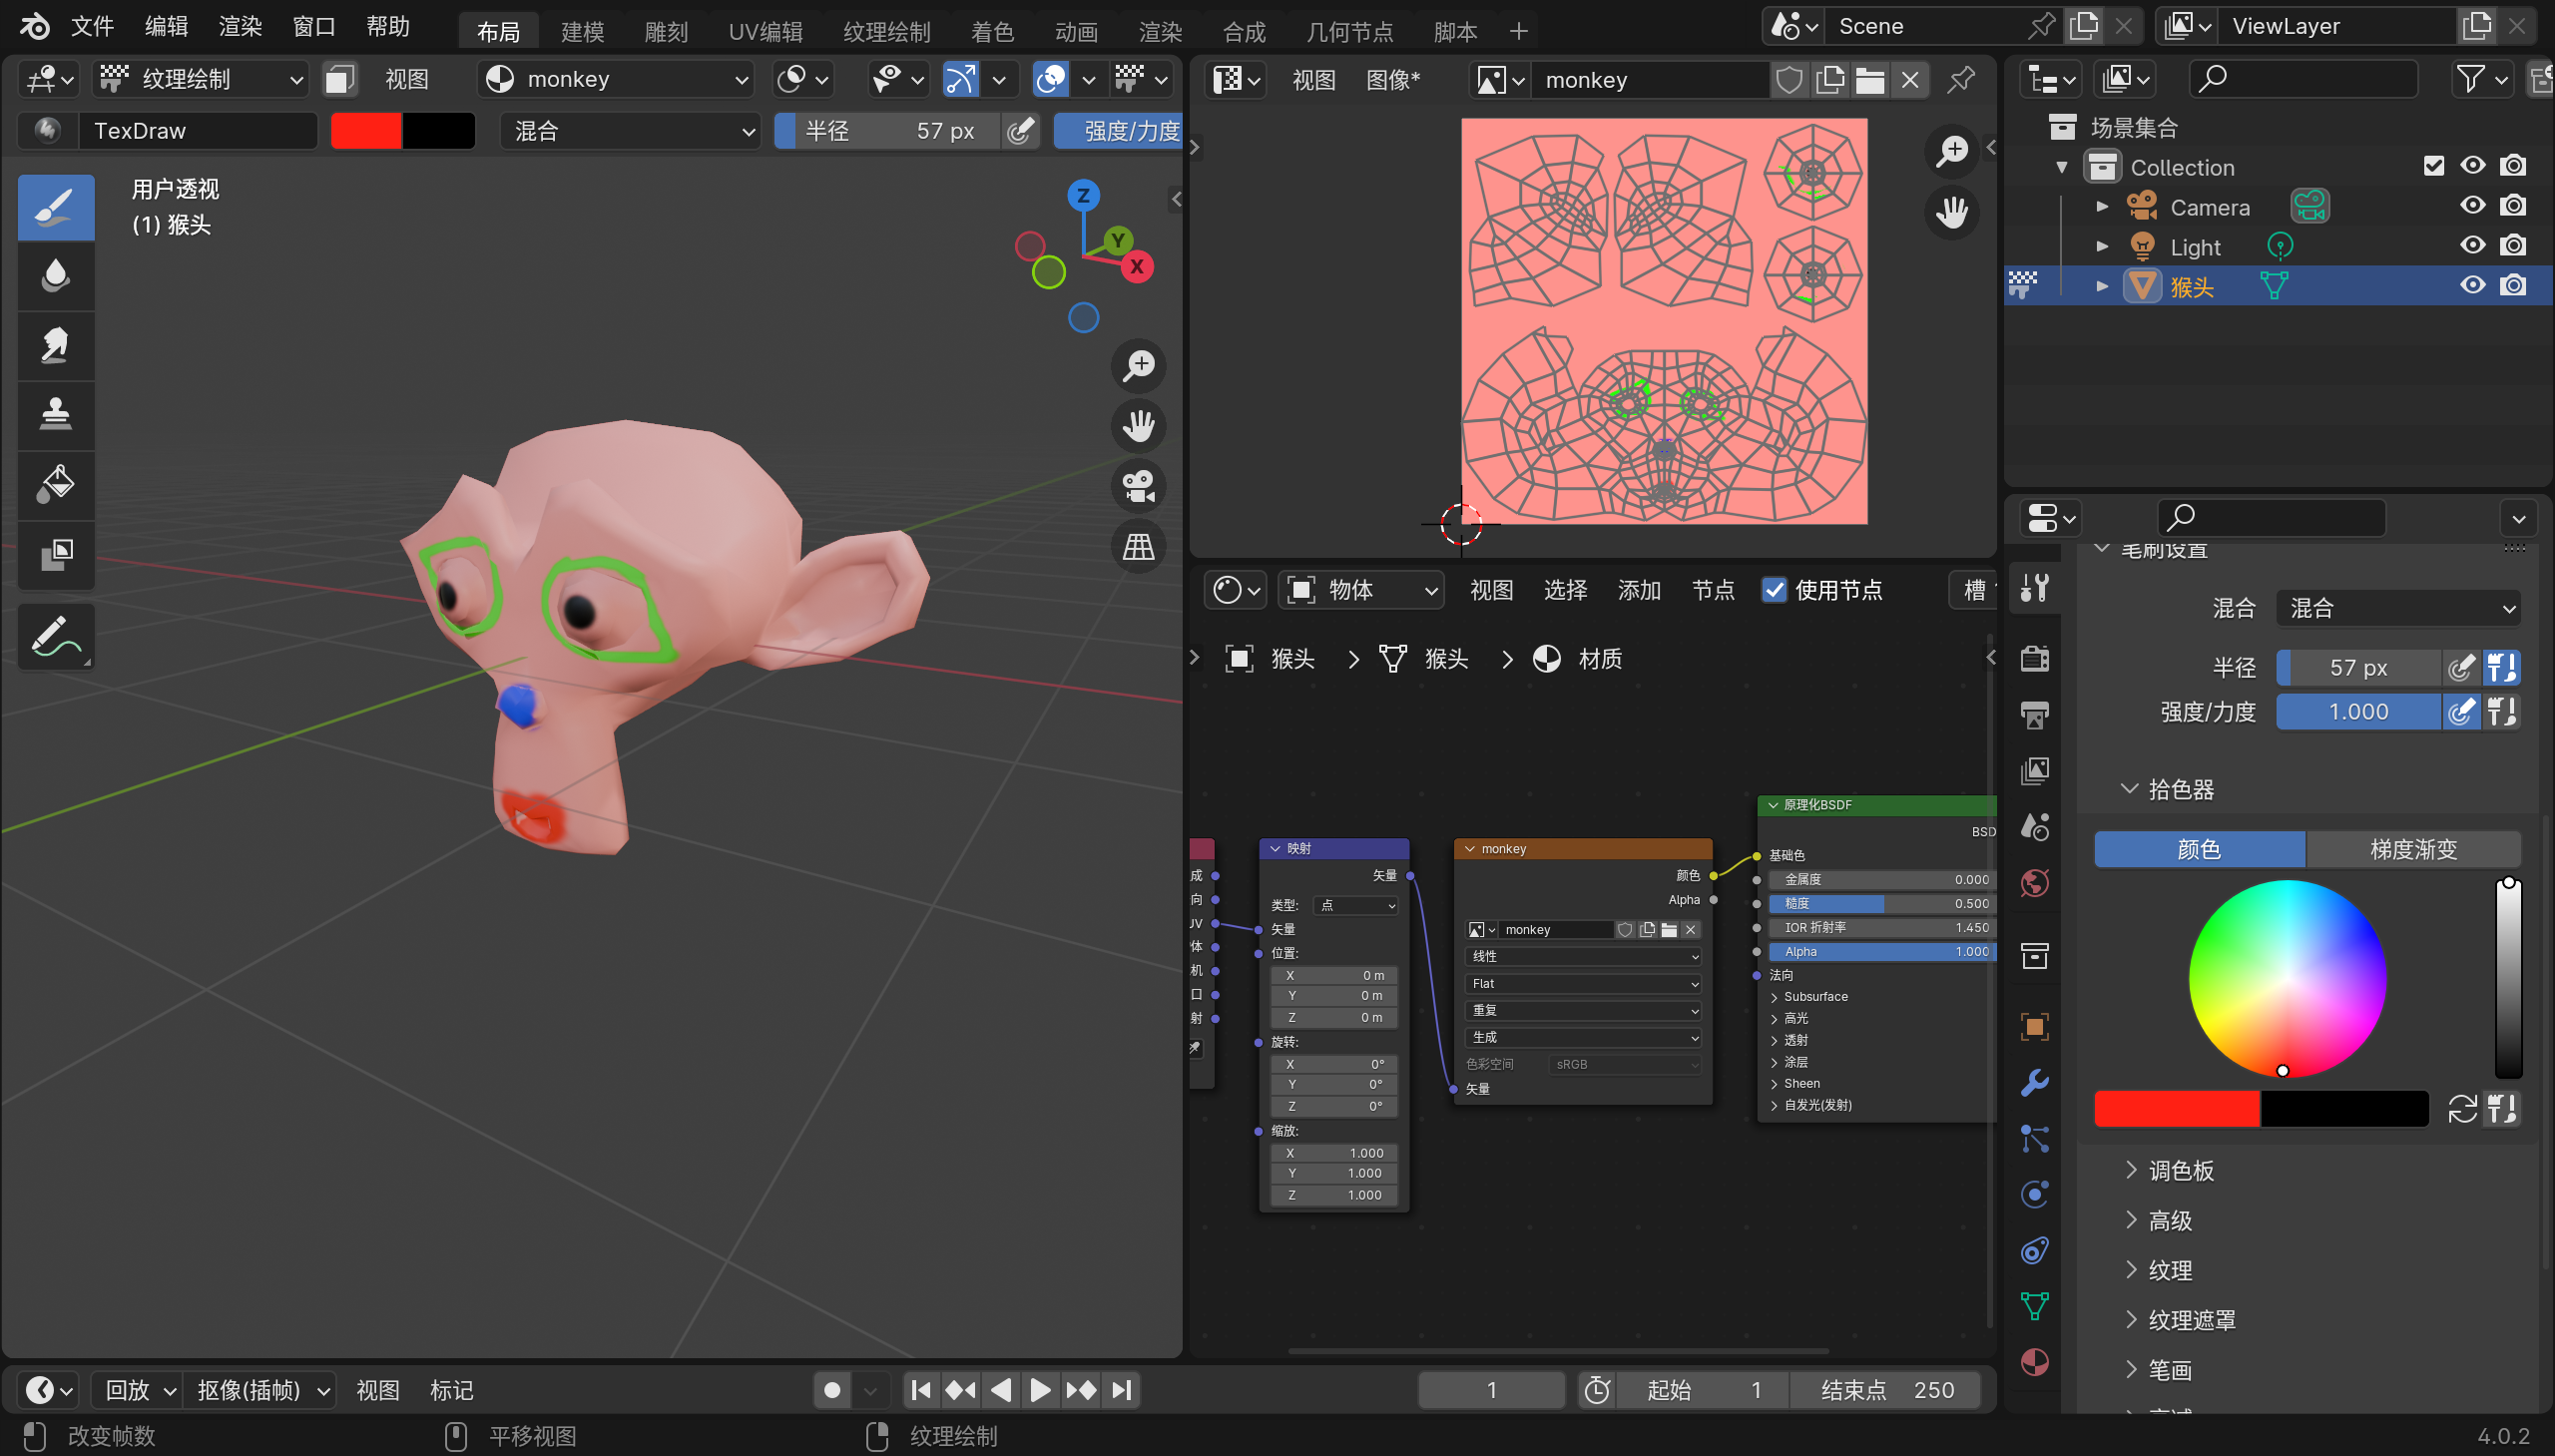 文件 编辑 渲染 窗口 帮助 布局 建模 雕刻 UV编辑 纹理绘制 着色 动画 渲染 合成 几何节点 脚本 + Scene ViewLayer
纹理绘制 视图 monkey
TexDraw 混合 半径 57 px 强度/力度
用户透视
(1) 猴头
Z
Y
X
视图 图像* monkey
场景集合
Collection
Camera
Light
猴头
物体 视图 选择 添加 节点 使用节点 槽
猴头 > 猴头 > 材质
成
向
UV
体
机
口
射
映射
矢量
类型: 点
矢量
位置:
X 0 m
Y 0 m
Z 0 m
旋转:
X 0°
Y 0°
Z 0°
缩放:
X 1.000
Y 1.000
Z 1.000
monkey
颜色
Alpha
monkey
线性
Flat
重复
生成
色彩空间 sRGB
矢量
原理化BSDF
BSD
基础色
金属度 0.000
糙度 0.500
IOR 折射率 1.450
Alpha 1.000
法向
Subsurface
高光
透射
涂层
Sheen
自发光(发射)
笔刷设置
混合 混合
半径 57 px
强度/力度 1.000
拾色器
颜色 梯度渐变
调色板
高级
纹理
纹理遮罩
笔画
回放 抠像(插帧) 视图 标记 1 起始 1 结束点 250
改变帧数 平移视图 纹理绘制 4.0.2